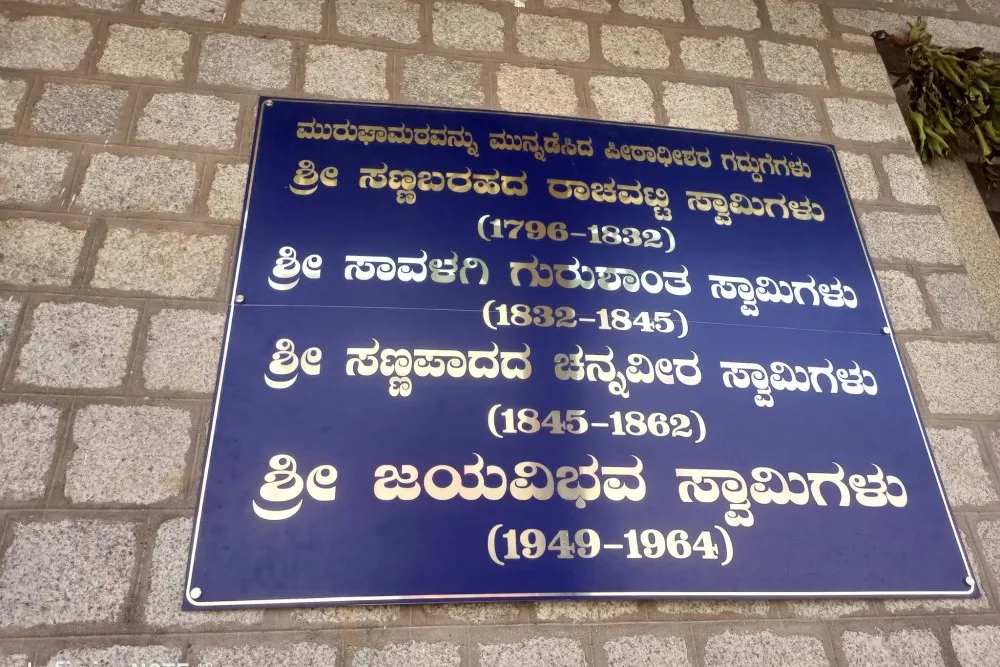 ಮುರುಘಾಮಠವನ್ನು ಮುನ್ನಡೆಸಿದ ಪೀಠಾಧೀಶರ ಗದ್ದುಗೆಗಳು
ಶ್ರೀ ಸಣ್ಣಬರಹದ ರಾಚವಟ್ಟಿ ಸ್ವಾಮಿಗಳು
(1796-1832)
ಶ್ರೀ ಸಾವಳಗಿ ಗುರುಶಾಂತ ಸ್ವಾಮಿಗಳು
(1832-1845)
ಶ್ರೀ ಸಣ್ಣಪಾದದ ಚನ್ನವೀರ ಸ್ವಾಮಿಗಳು
(1845-1862)
ಶ್ರೀ ಜಯವಿಭವ ಸ್ವಾಮಿಗಳು
(1949-1964)